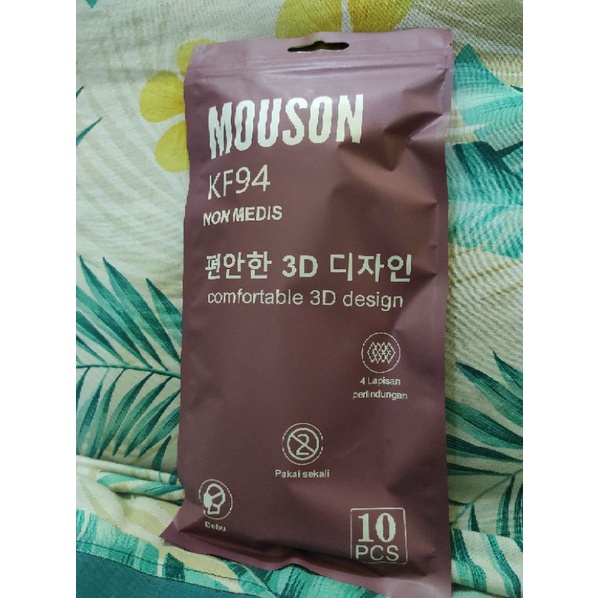 MOUSON
KF94
NON MEDIS
편안한 3D 디자인
comfortable 3D design
4 Lapisan
perlindungan
Pakai sekali
Debu
10
PCS